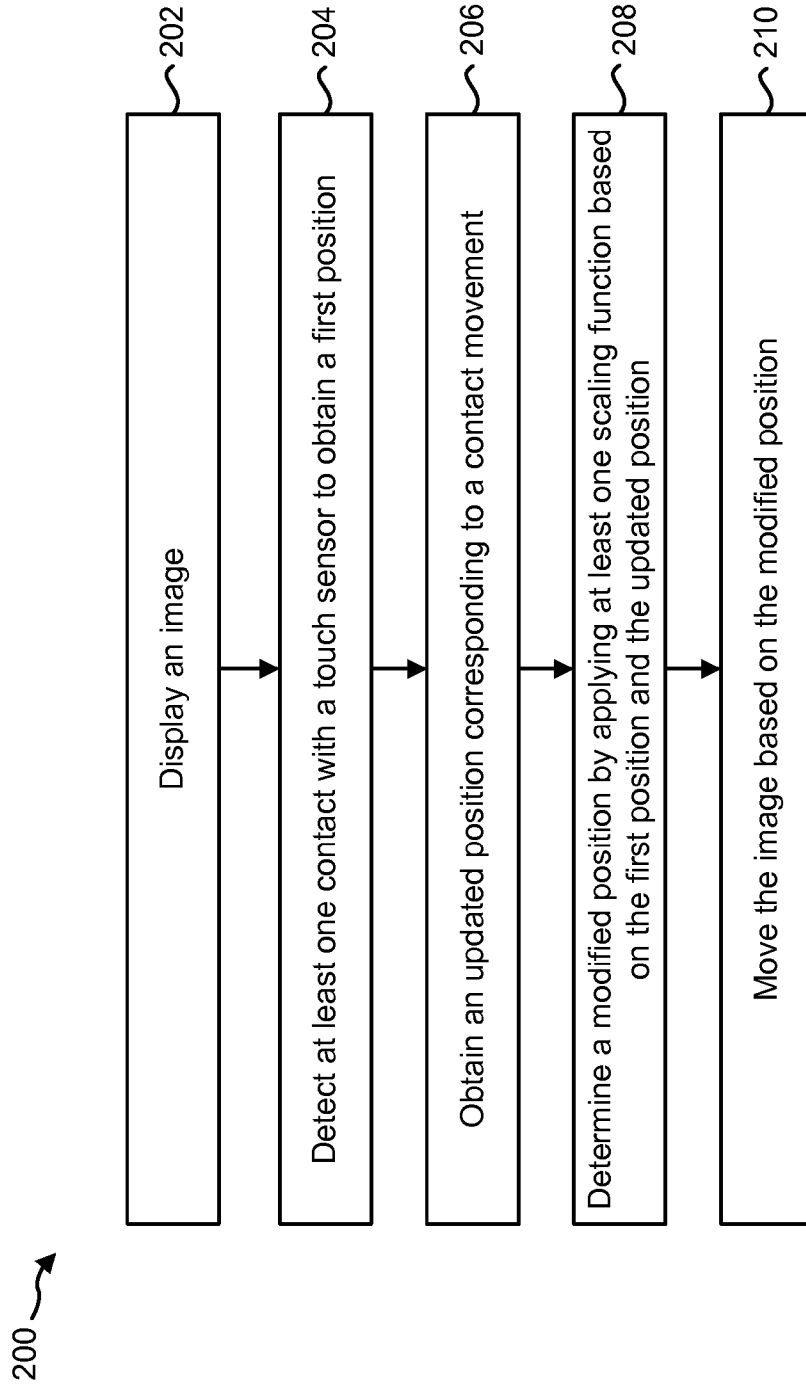 200
Display an image
202
Detect at least one contact with a touch sensor to obtain a first position
204
Obtain an updated position corresponding to a contact movement
206
Determine a modified position by applying at least one scaling function based
on the first position and the updated position
208
Move the image based on the modified position
210